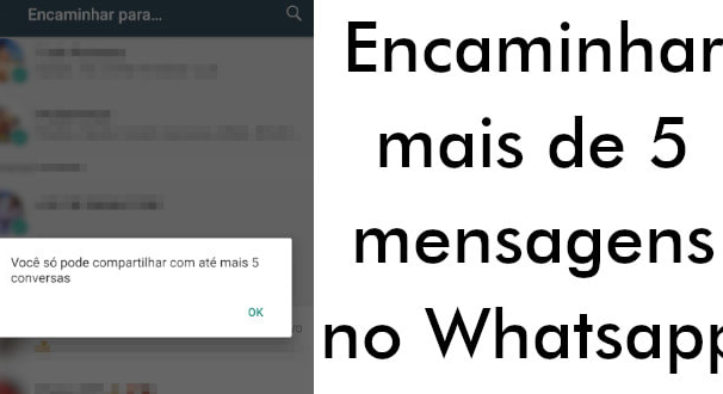 Encaminhar para...
Você só pode compartilhar com até mais 5
conversas
OK
Encaminhar
mais de 5
mensagens
no Whatsapp